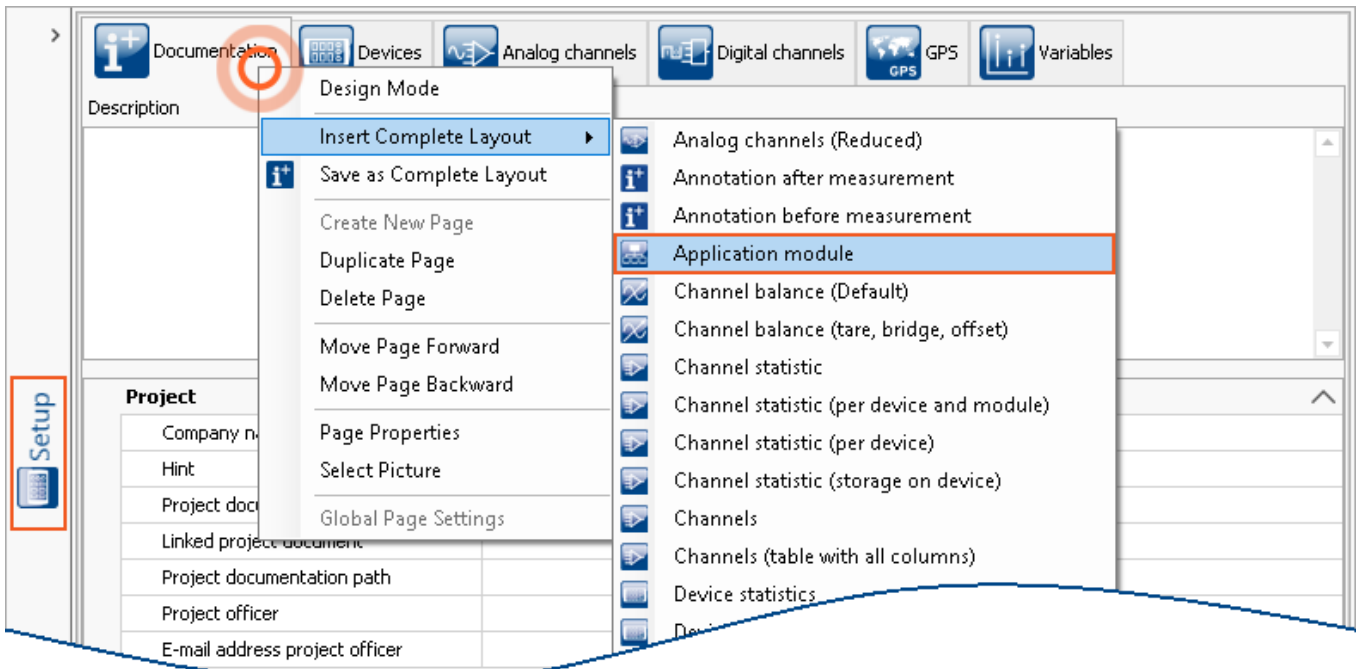 Documentation Devices Analog channels Digital channels GPS GPS Variables
Description
Design Mode
Insert Complete Layout
Save as Complete Layout
Create New Page
Duplicate Page
Delete Page
Move Page Forward
Move Page Backward
Page Properties
Select Picture
Global Page Settings
Analog channels (Reduced)
Annotation after measurement
Annotation before measurement
Application module
Channel balance (Default)
Channel balance (tare, bridge, offset)
Channel statistic
Channel statistic (per device and module)
Channel statistic (per device)
Channel statistic (storage on device)
Channels
Channels (table with all columns)
Device statistics
Setup
Project
Company
Hint
Project
Linked project document
Project documentation path
Project officer
E-mail address project officer